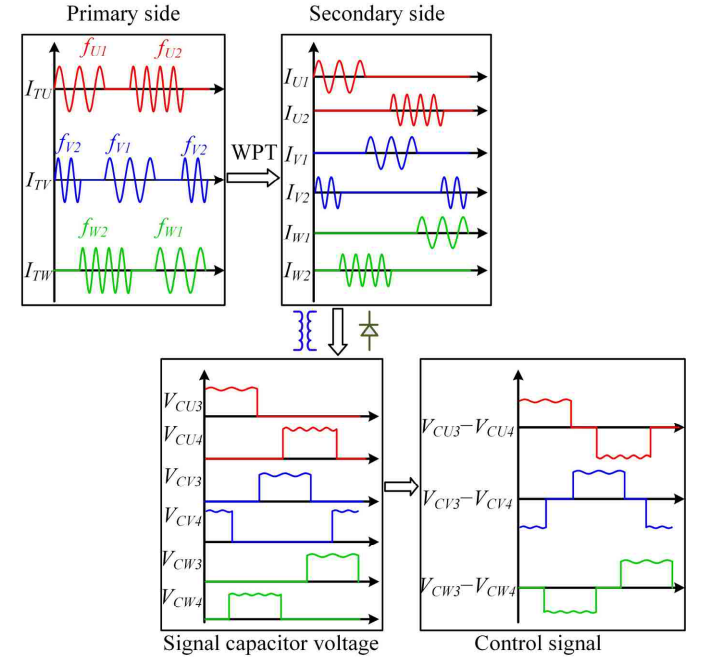 Primary side
Secondary side
fU1 fU2
ITU
fV2 fV1 fV2
ITV
fW2 fW1
ITW
WPT
IU1
IU2
IV1
IV2
IW1
IW2
VCU3
VCU4
VCV3
VCV4
VCW3
VCW4
VCU3−VCU4
VCV3−VCV4
VCW3−VCW4
Signal capacitor voltage
Control signal